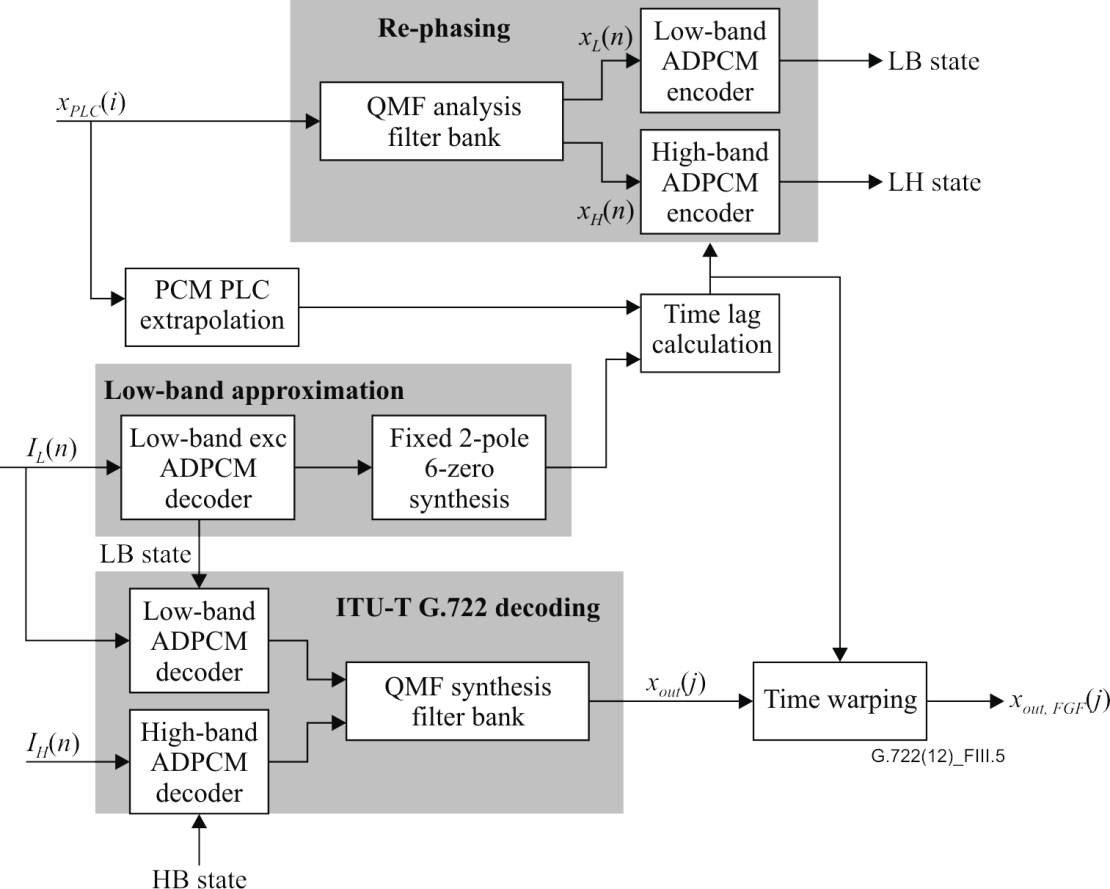 Re-phasing
x_L(n)
Low-band
ADPCM
encoder
LB state
x_PLC(i)
QMF analysis
filter bank
High-band
ADPCM
encoder
LH state
x_H(n)
PCM PLC
extrapolation
Time lag
calculation
Low-band approximation
I_L(n)
Low-band exc
ADPCM
decoder
Fixed 2-pole
6-zero
synthesis
LB state
ITU-T G.722 decoding
Low-band
ADPCM
decoder
QMF synthesis
filter bank
x_out(j)
Time warping
x_out, FGF(j)
I_H(n)
High-band
ADPCM
decoder
G.722(12)_FIII.5
HB state